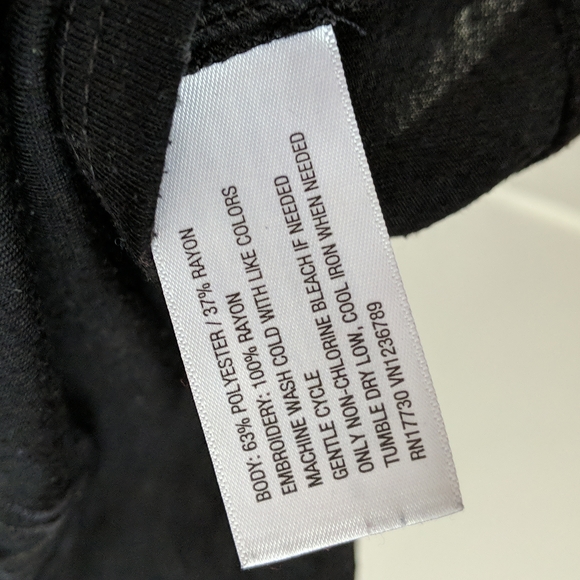 BODY: 63% POLYESTER / 37% RAYON
EMBROIDERY: 100% RAYON
MACHINE WASH COLD WITH LIKE COLORS
GENTLE CYCLE
ONLY NON-CHLORINE BLEACH IF NEEDED
TUMBLE DRY LOW, COOL IRON WHEN NEEDED
RN17730 VN1236789